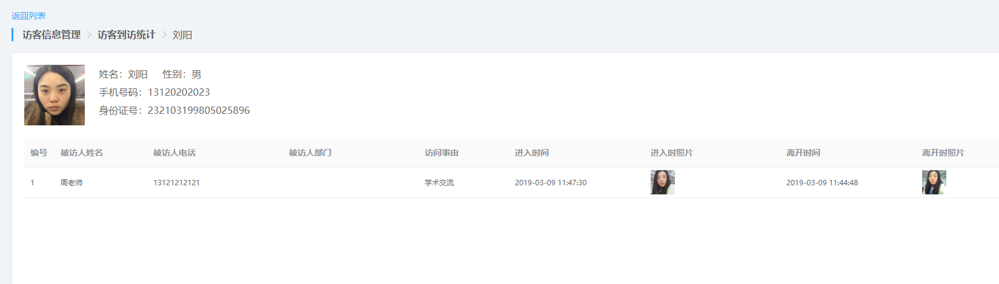 返回列表
访客信息管理 > 访客到访统计 > 刘阳
姓名：刘阳 性别：男
手机号码：13120202023
身份证号：232103199805025896
编号 被访人姓名 被访人电话 被访人部门 访问事由 进入时间 进入时照片 离开时间 离开时照片
1 周老师 13121212121 学术交流 2019-03-09 11:47:30 2019-03-09 11:44:48